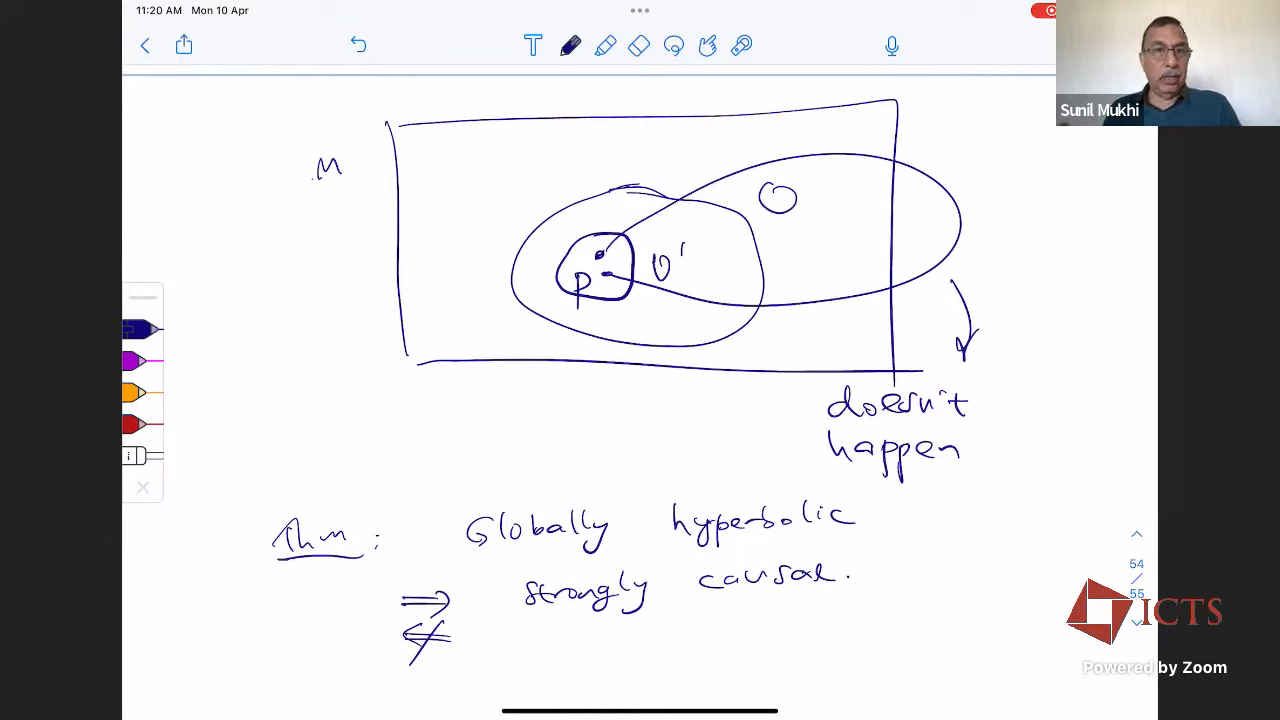 11:20 AM Mon 10 Apr
Sunil Mukhi
M
O
p
O'
doesn't
happen
Thm : Globally hyperbolic
⇒ strongly causal.
⇍
54
/
55
ICTS
Powered by Zoom